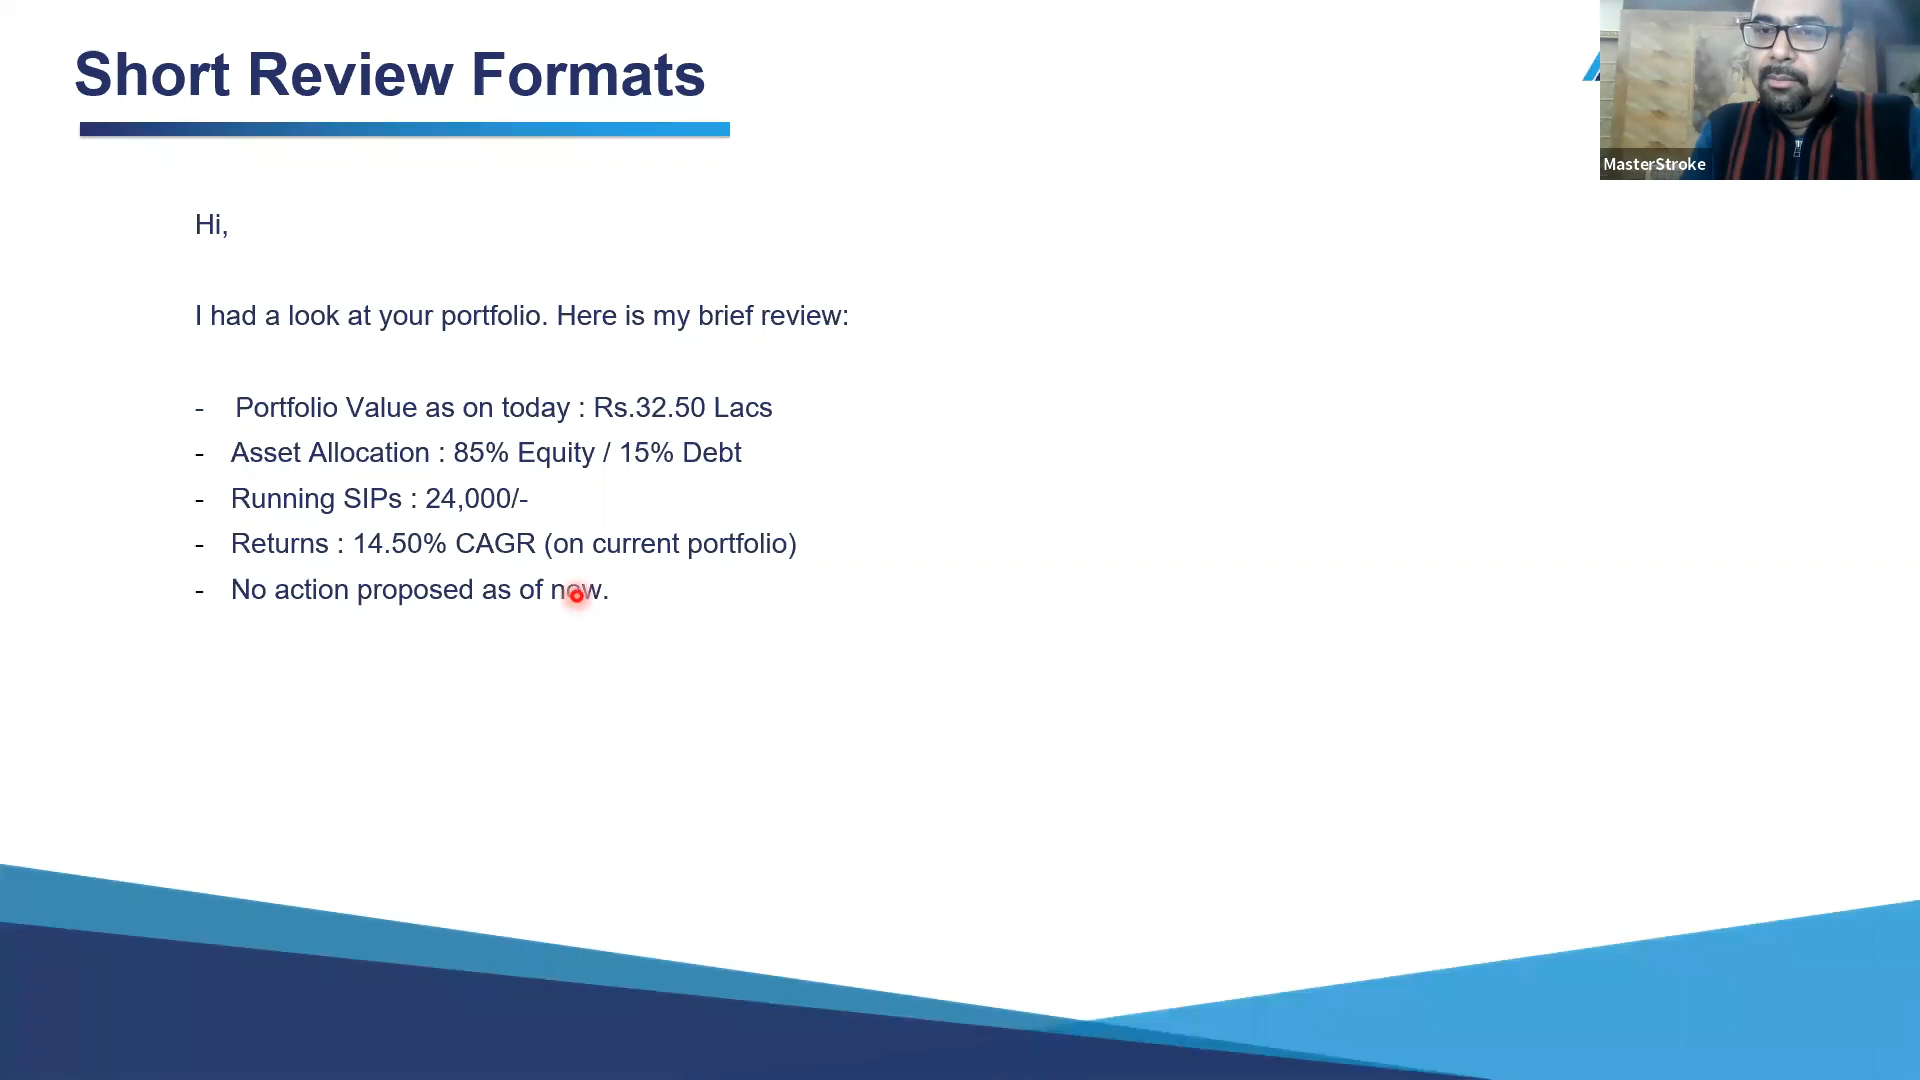 Short Review Formats
MasterStroke
Hi,
I had a look at your portfolio. Here is my brief review:
- Portfolio Value as on today : Rs.32.50 Lacs
- Asset Allocation : 85% Equity / 15% Debt
- Running SIPs : 24,000/-
- Returns : 14.50% CAGR (on current portfolio)
- No action proposed as of now.